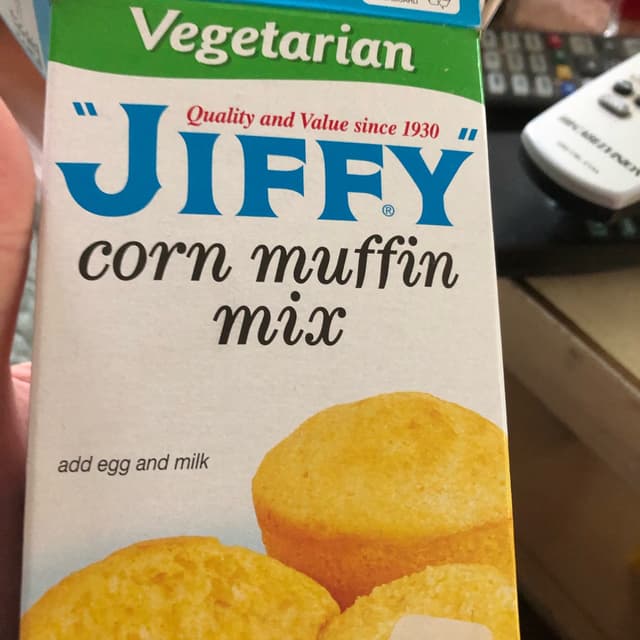 Vegetarian
Quality and Value since 1930
"JIFFY"®
corn muffin
mix
add egg and milk